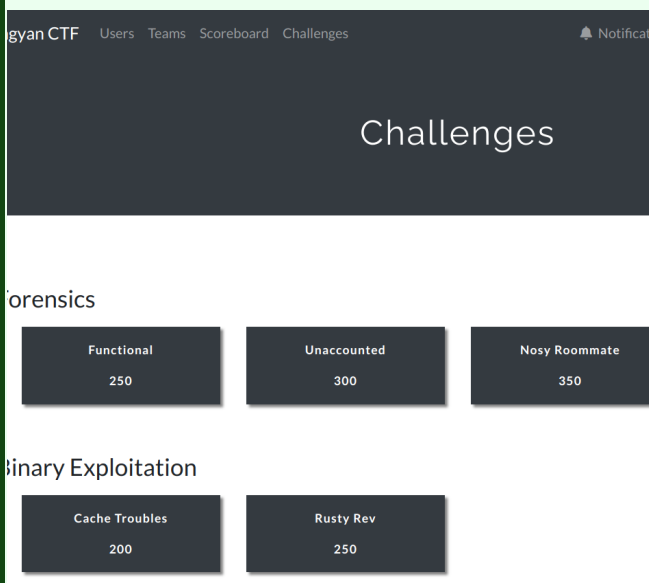 gyan CTF Users Teams Scoreboard Challenges Notificat
Challenges
orensics
Functional Unaccounted Nosy Roommate
250 300 350
inary Exploitation
Cache Troubles Rusty Rev
200 250